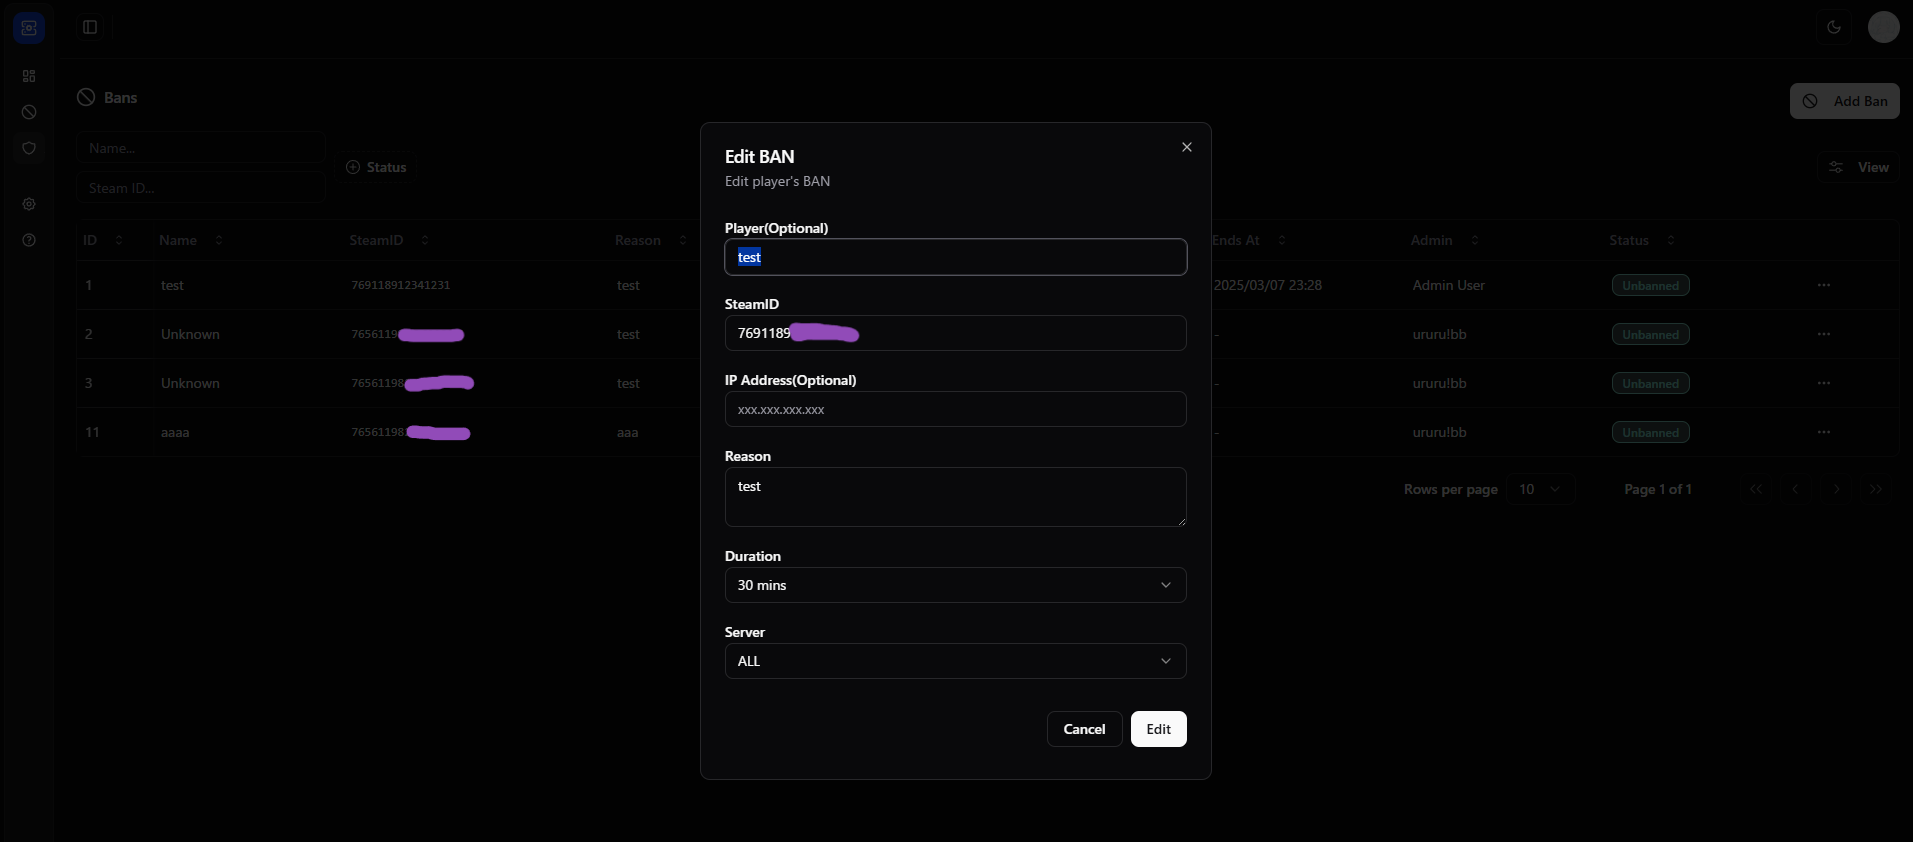 Bans
Add Ban
Name...
Status
Steam ID...
View
ID Name SteamID Reason Ends At Admin Status
1 test 769118912341231 test 2025/03/07 23:28 Admin User Unbanned ...
2 Unknown 7656119 test - ururu!bb Unbanned ...
3 Unknown 76561198 test - ururu!bb Unbanned ...
11 aaaa 76561198 aaa - ururu!bb Unbanned ...
Rows per page 10 Page 1 of 1
Edit BAN
Edit player's BAN
Player(Optional)
test
SteamID
7691189
IP Address(Optional)
xxx.xxx.xxx.xxx
Reason
test
Duration
30 mins
Server
ALL
Cancel Edit